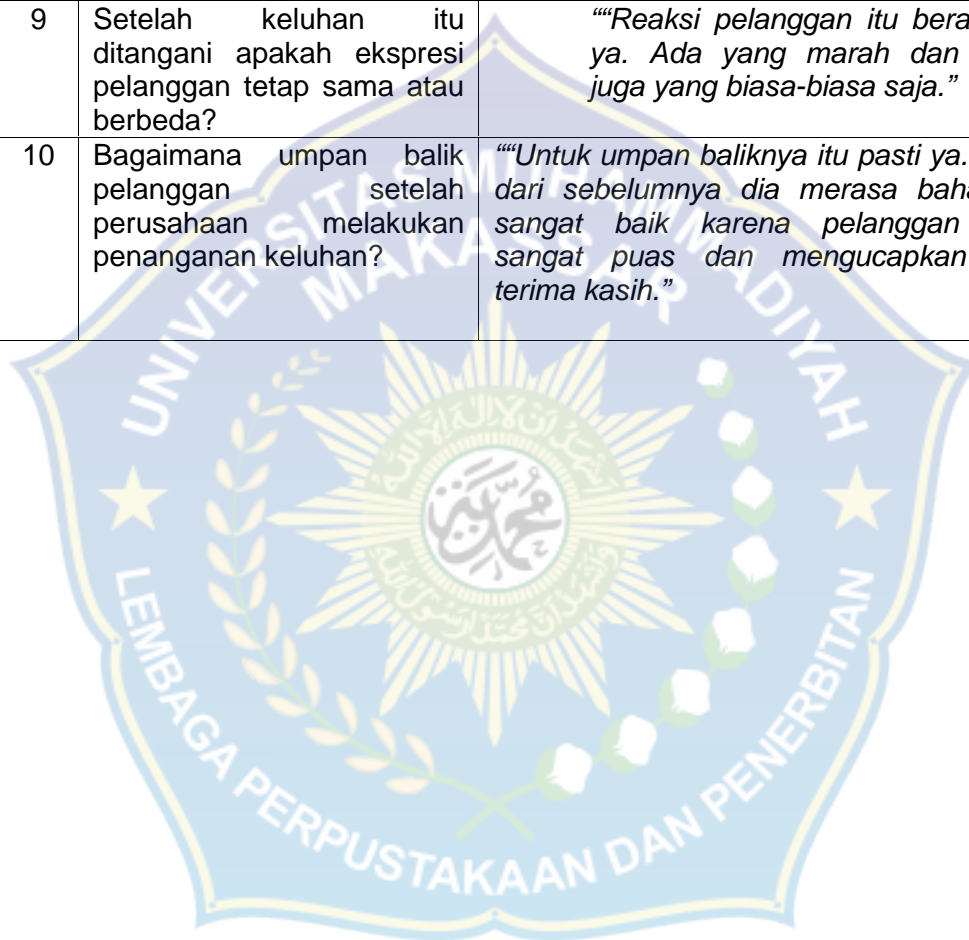 9
Setelah keluhan itu
ditangani apakah ekspresi
pelanggan tetap sama atau
berbeda?
““Reaksi pelanggan itu
ya. Ada yang marah dan
juga yang biasa-biasa saja.”
10
Bagaimana umpan balik
pelanggan setelah
perusahaan melakukan
penanganan keluhan?
““Untuk umpan baliknya itu pasti ya.
dari sebelumnya dia merasa
sangat baik karena pelanggan
sangat puas dan mengucapkan
terima kasih.”
UNIVERSITAS MUHAMMADIYAH
MAKASSAR
LEMBAGA PERPUSTAKAAN DAN PENERBITAN